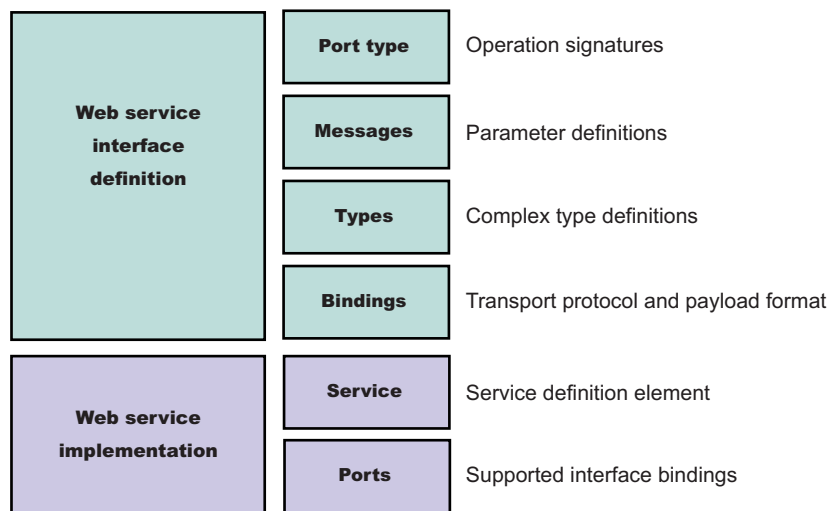 Web service
interface
definition
Port type
Operation signatures
Messages
Parameter definitions
Types
Complex type definitions
Bindings
Transport protocol and payload format
Web service
implementation
Service
Service definition element
Ports
Supported interface bindings